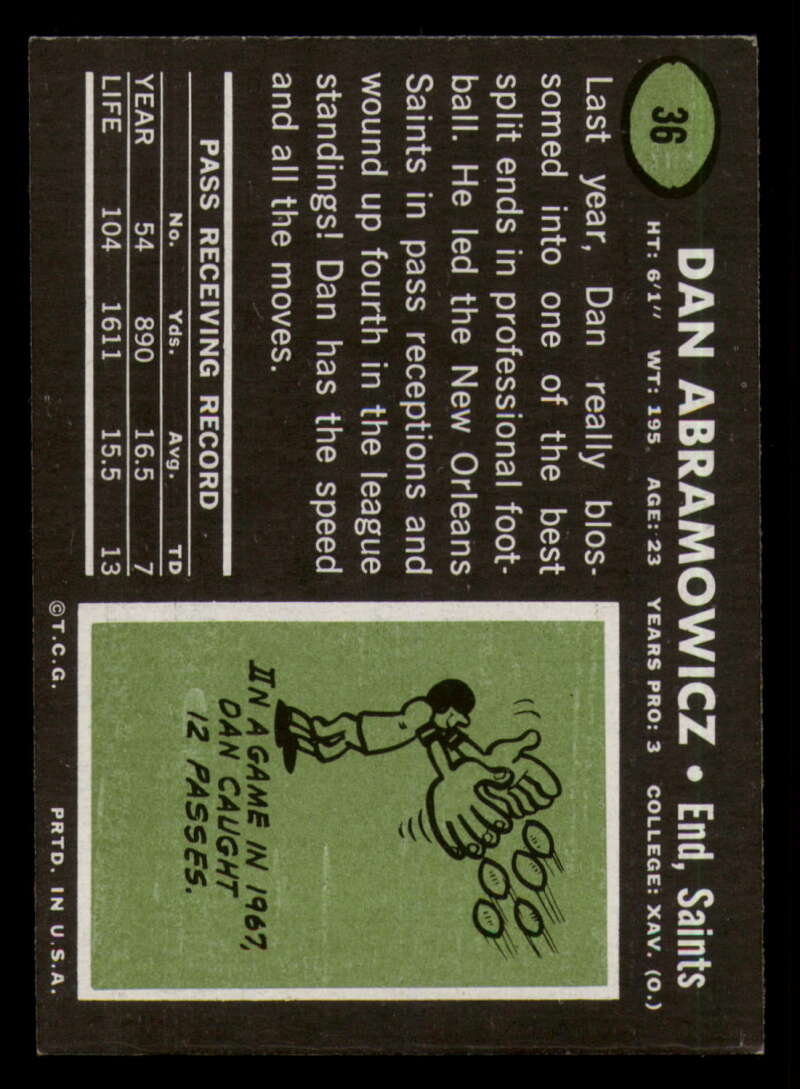 36
DAN ABRAMOWICZ • End, Saints
HT: 6'1" WT: 195 AGE: 23 YEARS PRO: 3 COLLEGE: XAV. (O.)
Last year, Dan really blos-
somed into one of the best
split ends in professional foot-
ball. He led the New Orleans
Saints in pass receptions and
wound up fourth in the league
standings! Dan has the speed
and all the moves.
PASS RECEIVING RECORD
No. Yds. Avg. TD
YEAR 54 890 16.5 7
LIFE 104 1611 15.5 13
IN A GAME IN 1967,
DAN CAUGHT
12 PASSES.
©T.C.G. PRTD. IN U.S.A.